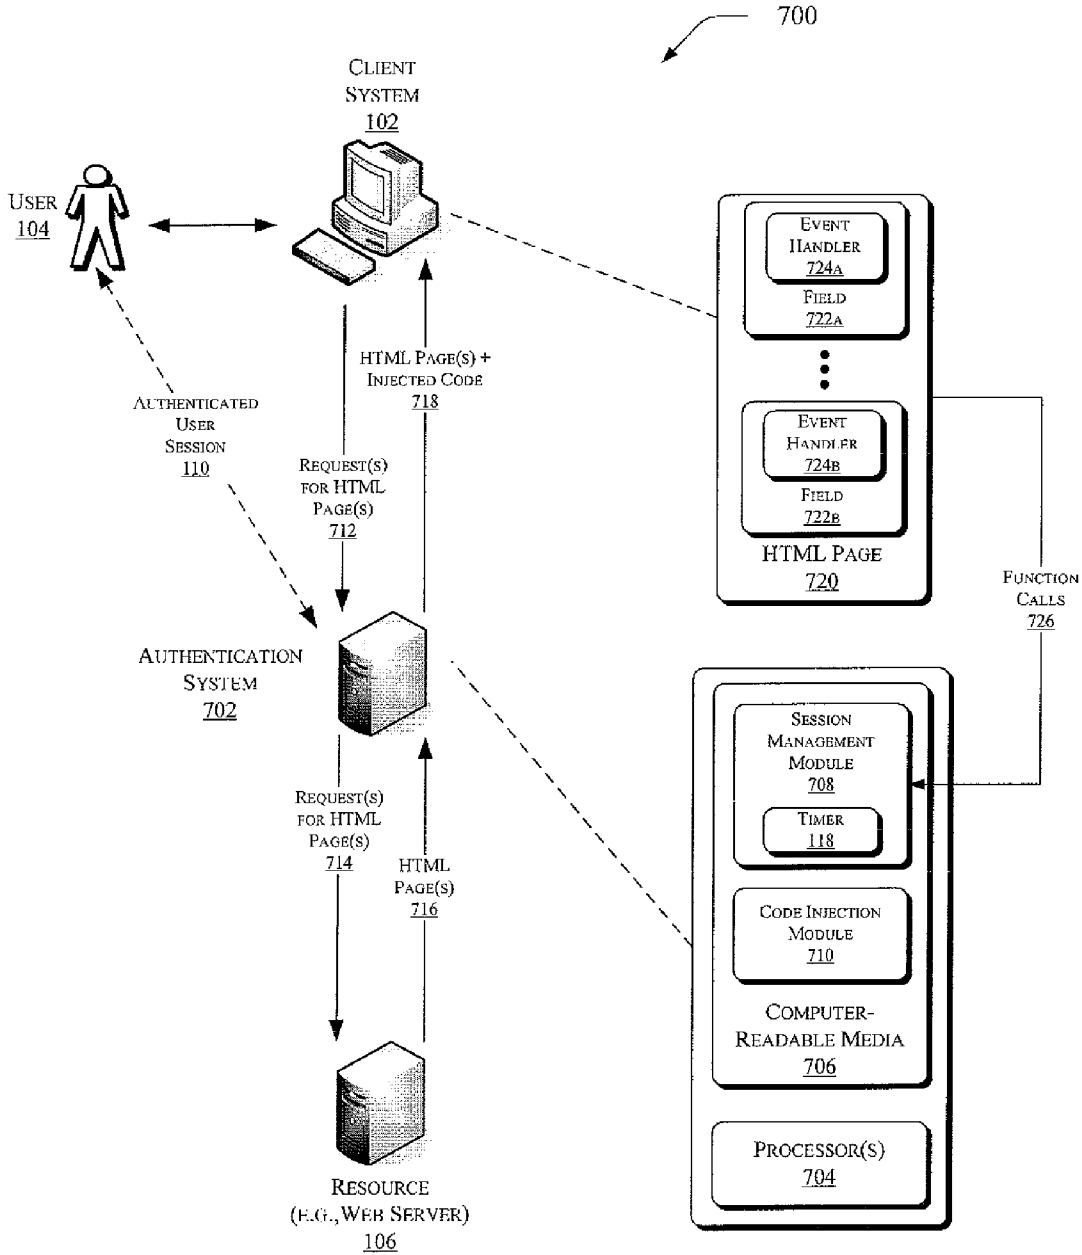 700
CLIENT
SYSTEM
102
USER
104
EVENT
HANDLER
724A
FIELD
722A
HTML PAGE(S) +
INJECTED CODE
718
AUTHENTICATED
USER
SESSION
110
REQUEST(S)
FOR HTML
PAGE(S)
712
EVENT
HANDLER
724B
FIELD
722B
HTML PAGE
720
FUNCTION
CALLS
726
AUTHENTICATION
SYSTEM
702
SESSION
MANAGEMENT
MODULE
708
TIMER
118
REQUEST(S)
FOR HTML
PAGE(S)
714
HTML
PAGE(S)
716
CODE INJECTION
MODULE
710
COMPUTER-
READABLE MEDIA
706
PROCESSOR(S)
704
RESOURCE
(E.G., WEB SERVER)
106